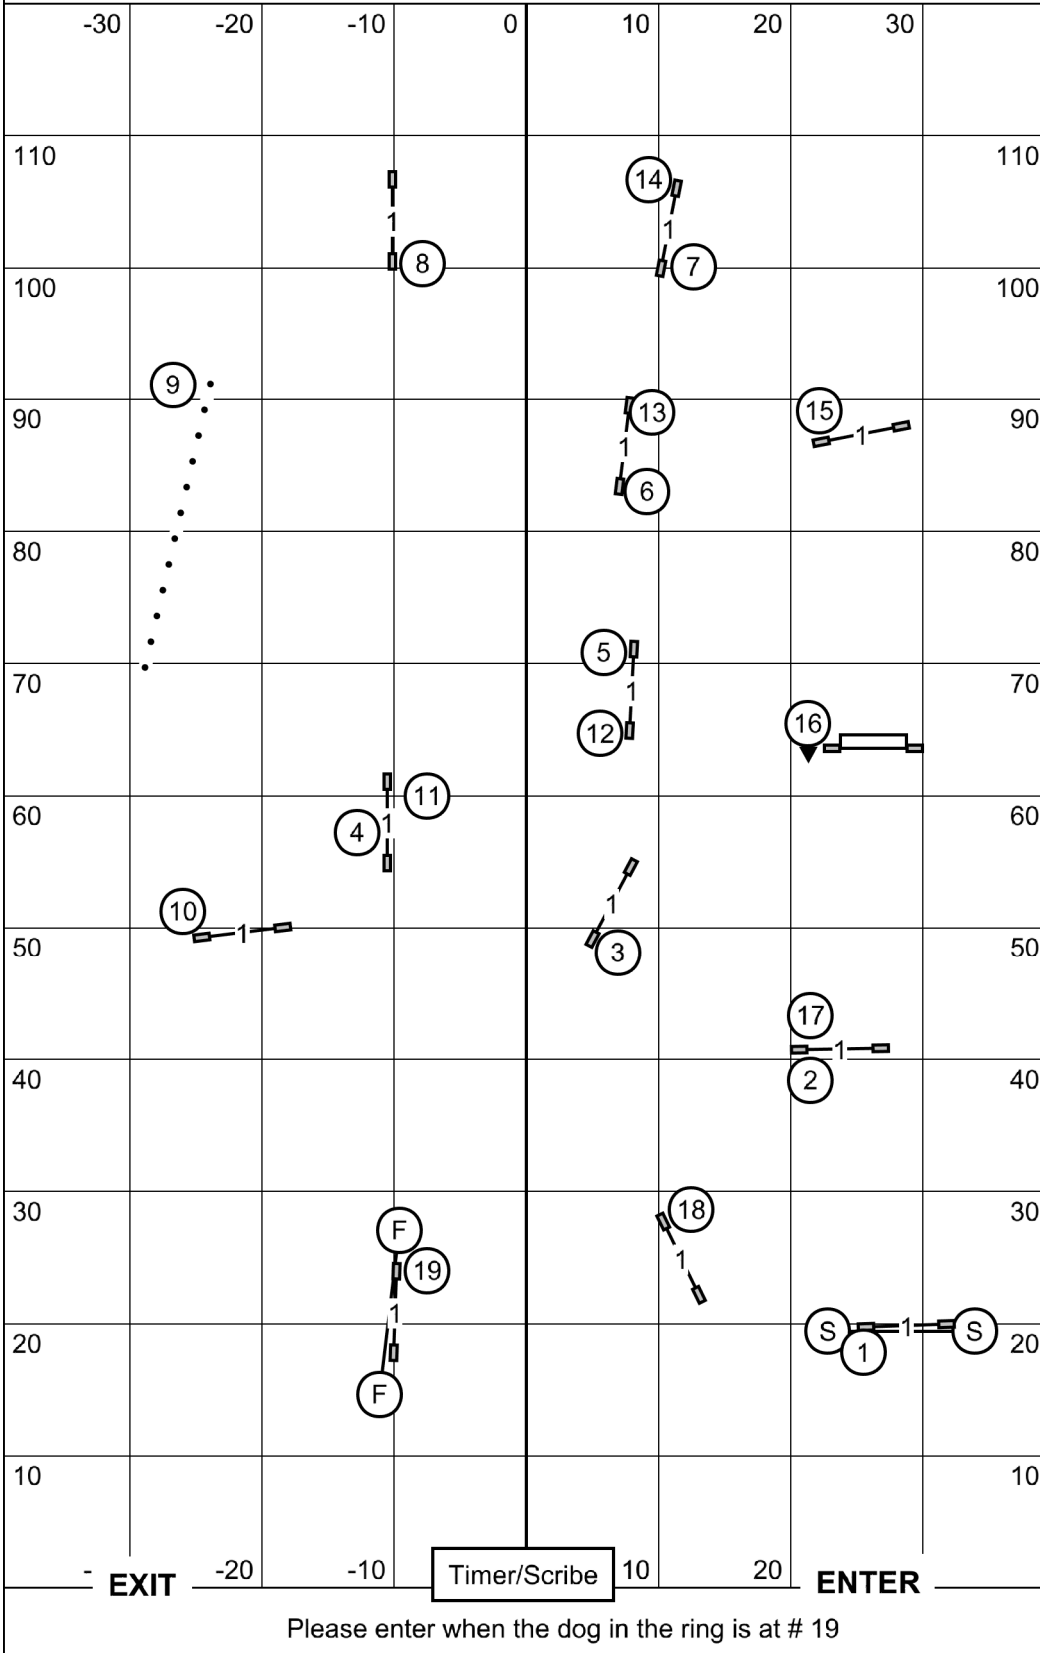 -30 -20 -10 0 10 20 30
110 110
14
1 1
8 7
100 100
9
90 13 15 90
1 1
6
80 80
5
70 1 70
12 16
11
60 4 1 60
1
10
50 1 3 50
17
1
40 2 40
30 F 18 30
19 1
1
20 S 1 S 20
1
F
10 10
- EXIT -20 -10 Timer/Scribe 10 20 ENTER
Please enter when the dog in the ring is at # 19